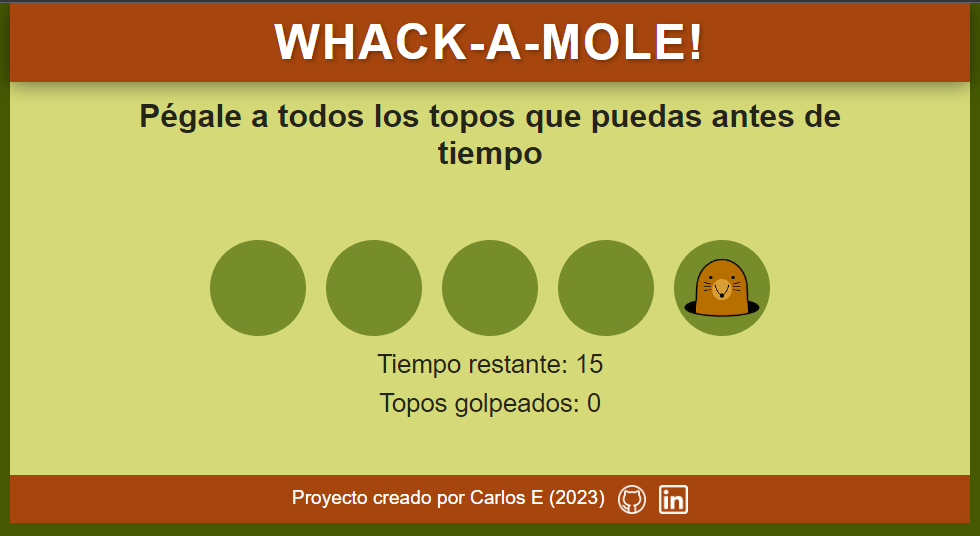 WHACK-A-MOLE!
Pégale a todos los topos que puedas antes de
tiempo
Tiempo restante: 15
Topos golpeados: 0
Proyecto creado por Carlos E (2023)
in